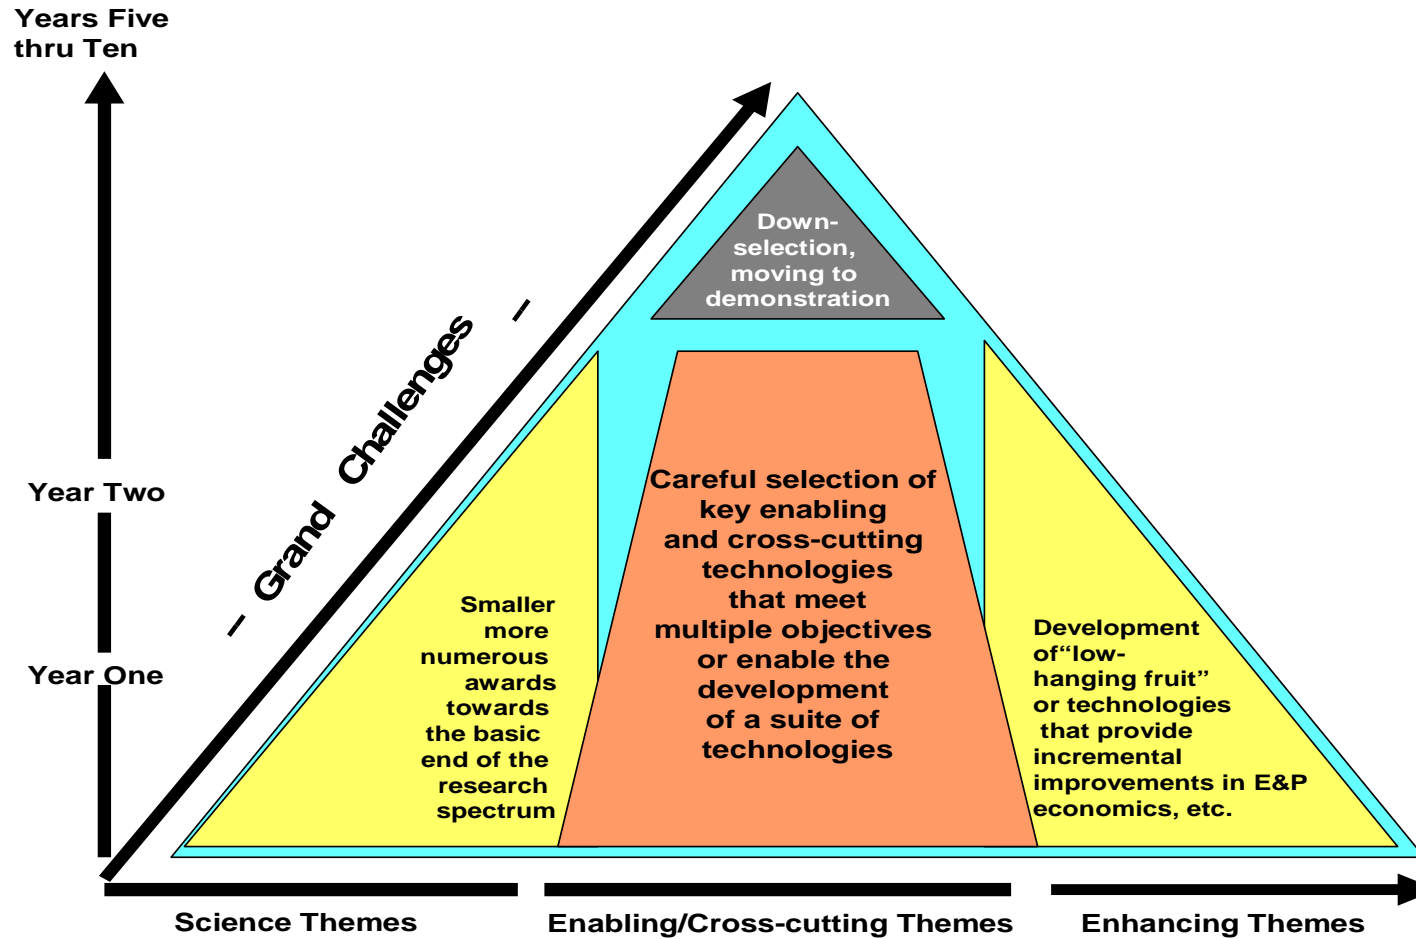 Years Five
thru Ten
Down-
selection,
moving to
demonstration
– Grand Challenges –
Year Two
Careful selection of
key enabling
and cross-cutting
technologies
that meet
multiple objectives
or enable the
development
of a suite of
technologies
Smaller
more
numerous
awards
towards
the basic
end of the
research
spectrum
Development
of“low-
hanging fruit”
or technologies
that provide
incremental
improvements in E&P
economics, etc.
Year One
Science Themes
Enabling/Cross-cutting Themes
Enhancing Themes